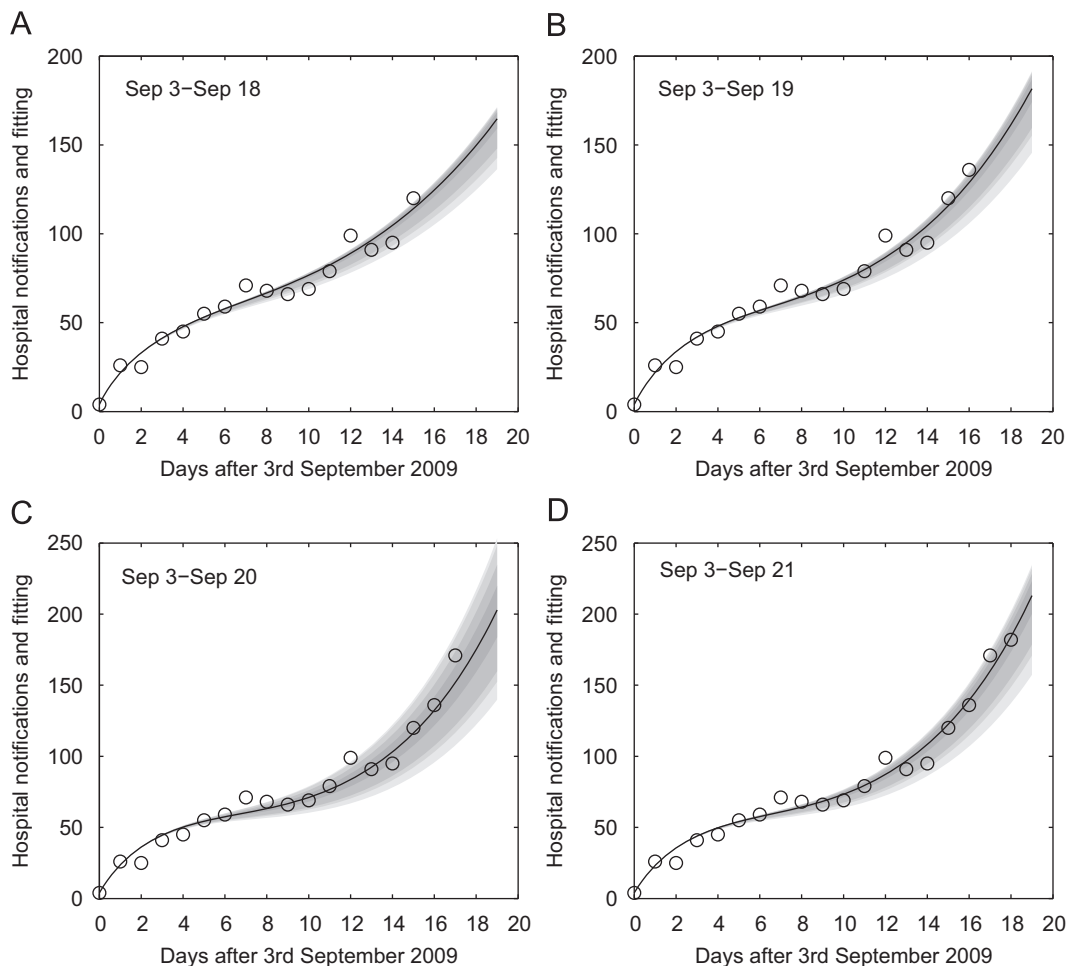 A
B
200
150
100
50
0
Hospital notifications and fitting
Sep 3−Sep 18
0 2 4 6 8 10 12 14 16 18 20
Days after 3rd September 2009
200
150
100
50
0
Hospital notifications and fitting
Sep 3−Sep 19
0 2 4 6 8 10 12 14 16 18 20
Days after 3rd September 2009
C
D
250
200
150
100
50
0
Hospital notifications and fitting
Sep 3−Sep 20
0 2 4 6 8 10 12 14 16 18 20
Days after 3rd September 2009
250
200
150
100
50
0
Hospital notifications and fitting
Sep 3−Sep 21
0 2 4 6 8 10 12 14 16 18 20
Days after 3rd September 2009